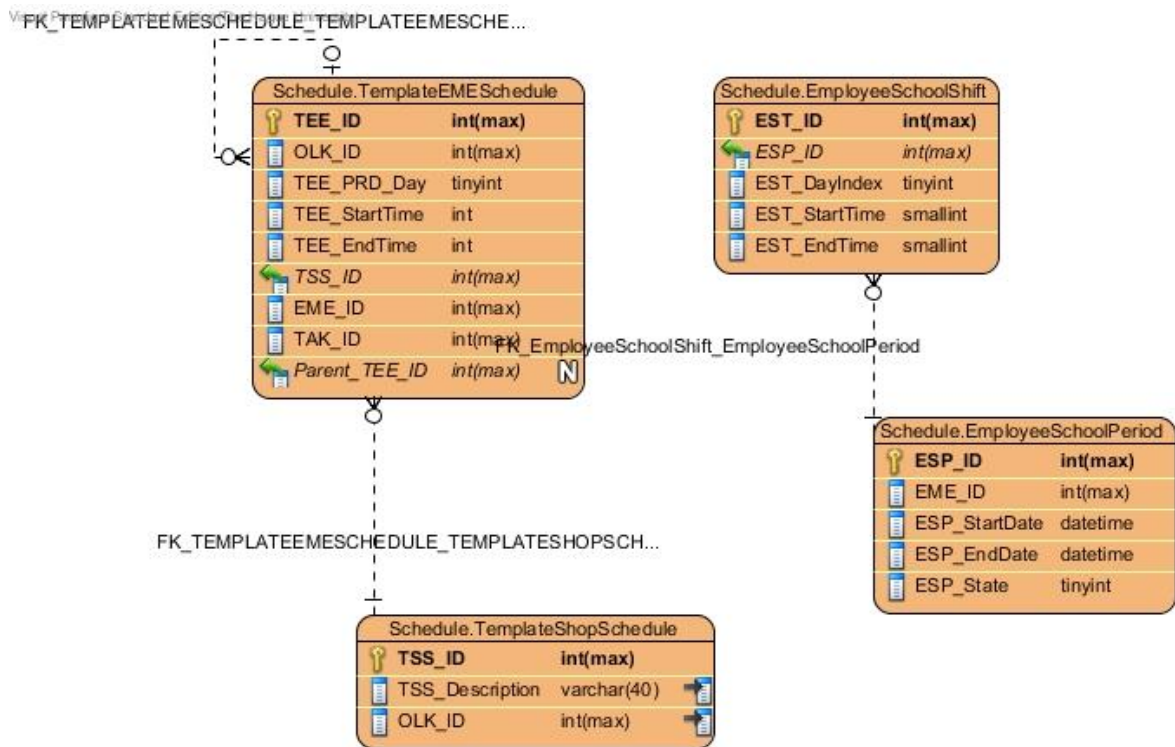 FK_TEMPLATEEMESCHEDULE_TEMPLATEEMESCHE...
Schedule.TemplateEMESchedule
TEE_ID int(max)
OLK_ID int(max)
TEE_PRD_Day tinyint
TEE_StartTime int
TEE_EndTime int
TSS_ID int(max)
EME_ID int(max)
TAK_ID int(max)
Parent_TEE_ID int(max) N
Schedule.EmployeeSchoolShift
EST_ID int(max)
ESP_ID int(max)
EST_DayIndex tinyint
EST_StartTime smallint
EST_EndTime smallint
FK_EmployeeSchoolShift_EmployeeSchoolPeriod
Schedule.EmployeeSchoolPeriod
ESP_ID int(max)
EME_ID int(max)
ESP_StartDate datetime
ESP_EndDate datetime
ESP_State tinyint
FK_TEMPLATEEMESCHEDULE_TEMPLATESHOPSCH...
Schedule.TemplateShopSchedule
TSS_ID int(max)
TSS_Description varchar(40)
OLK_ID int(max)